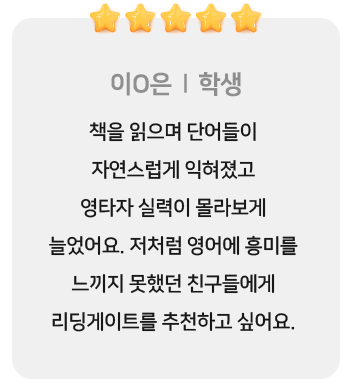 이O은 | 학생
책을 읽으며 단어들이
자연스럽게 익혀졌고
영타자 실력이 몰라보게
늘었어요. 저처럼 영어에 흥미를
느끼지 못했던 친구들에게
리딩게이트를 추천하고 싶어요.